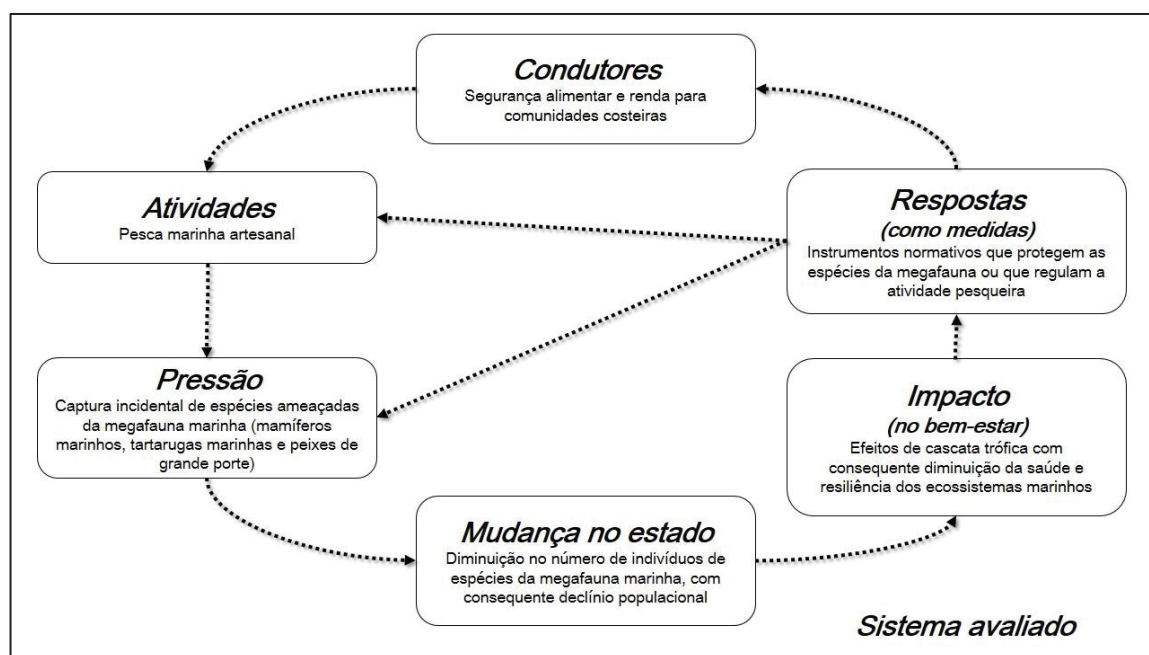 Condutores
Segurança alimentar e renda para
comunidades costeiras
Atividades
Pesca marinha artesanal
Respostas
(como medidas)
Instrumentos normativos que protegem as
espécies da megafauna ou que regulam a
atividade pesqueira
Pressão
Captura incidental de espécies ameaçadas
da megafauna marinha (mamíferos
marinhos, tartarugas marinhas e peixes de
grande porte)
Impacto
(no bem-estar)
Efeitos de cascata trófica com
consequente diminuição da saúde e
resiliência dos ecossistemas marinhos
Mudança no estado
Diminuição no número de indivíduos de
espécies da megafauna marinha, com
consequente declínio populacional
Sistema avaliado